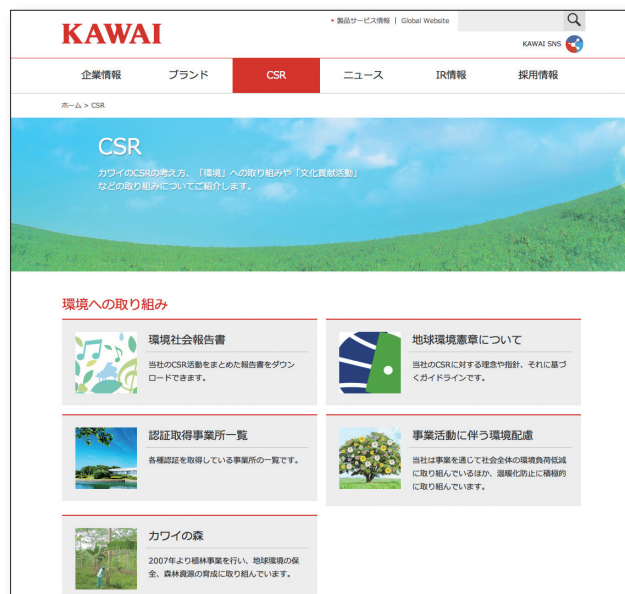 KAWAI
製品サービス情報 | Global Website
KAWAI SNS
企業情報 ブランド CSR ニュース IR情報 採用情報
ホーム > CSR
CSR
カワイのCSRの考え方、「環境」への取り組みや「文化貢献活動」
などの取り組みについてご紹介します。
環境への取り組み
環境社会報告書
当社のCSR活動をまとめた報告書をダウン
ロードできます。
地球環境憲章について
当社のCSRに対する理念や指針、それに基づ
くガイドラインです。
認証取得事業所一覧
各種認証を取得している事業所の一覧です。
事業活動に伴う環境配慮
当社は事業を通じて社会全体の環境負荷低減
に取り組んでいるほか、温暖化防止に積極的
に取り組んでいます。
カワイの森
2007年より植林事業を行い、地球環境の保
全、森林資源の育成に取り組んでいます。